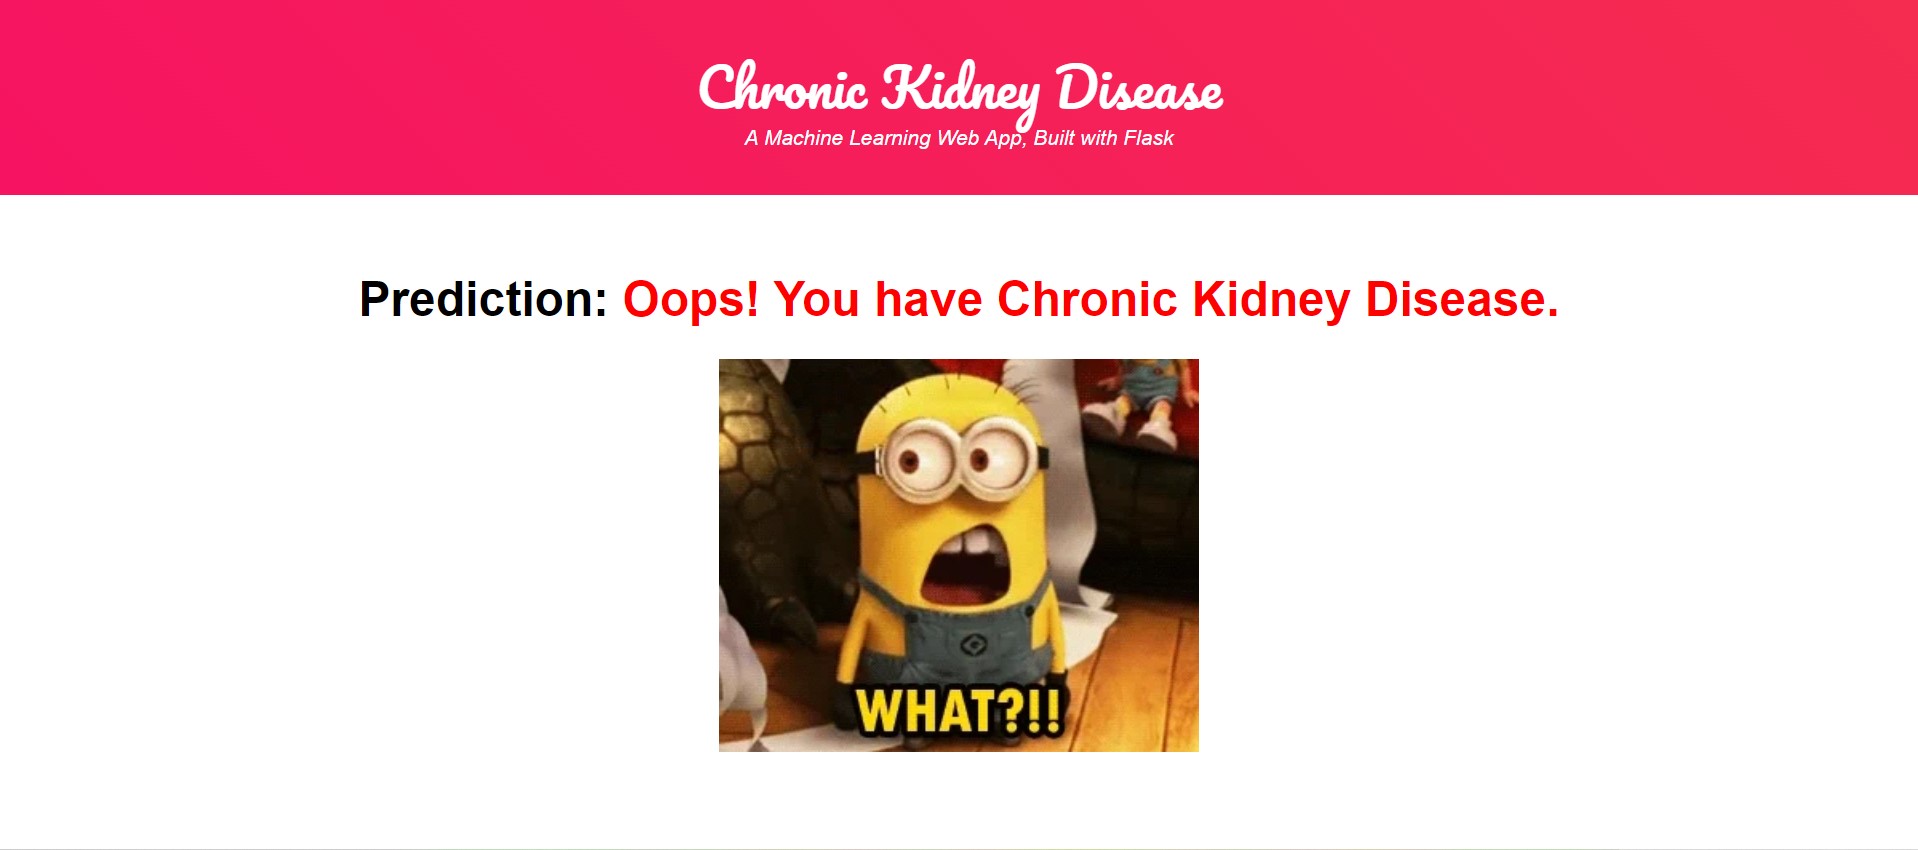 Chronic Kidney Disease
A Machine Learning Web App, Built with Flask
Prediction: Oops! You have Chronic Kidney Disease.
WHAT?!!